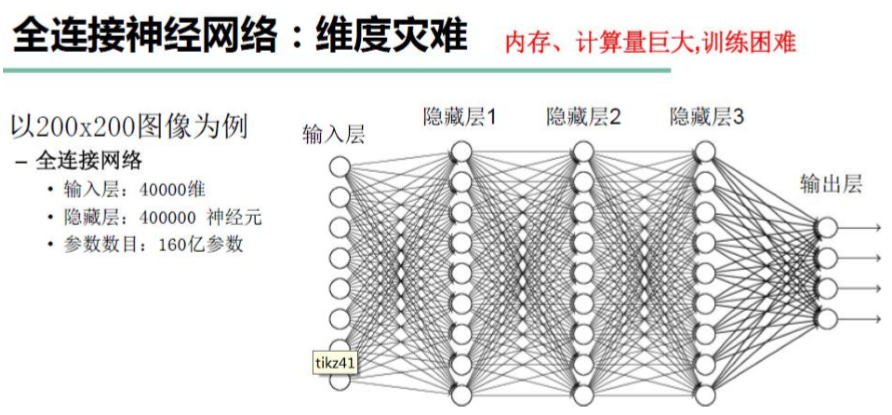 全连接神经网络：维度灾难
内存、计算量巨大,训练困难
以200x200图像为例
– 全连接网络
• 输入层：40000维
• 隐藏层：400000 神经元
• 参数数目：160亿参数
输入层
隐藏层1
隐藏层2
隐藏层3
输出层
tikz41